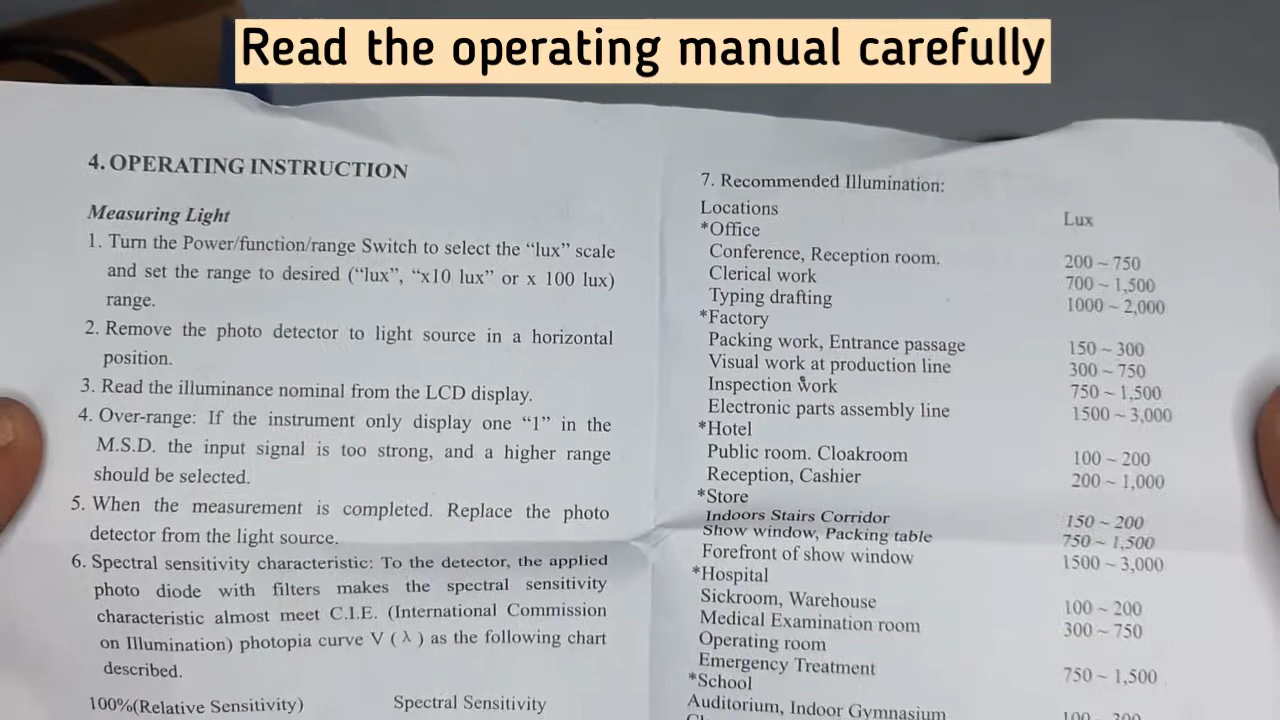 Read the operating manual carefully
4. OPERATING INSTRUCTION
Measuring Light
1. Turn the Power/function/range Switch to select the “lux” scale
and set the range to desired (“lux”, “x10 lux” or x 100 lux)
range.
2. Remove the photo detector to light source in a horizontal
position.
3. Read the illuminance nominal from the LCD display.
4. Over-range: If the instrument only display one “1” in the
M.S.D. the input signal is too strong, and a higher range
should be selected.
5. When the measurement is completed. Replace the photo
detector from the light source.
6. Spectral sensitivity characteristic: To the detector, the applied
photo diode with filters makes the spectral sensitivity
characteristic almost meet C.I.E. (International Commission
on Illumination) photopia curve V ( λ ) as the following chart
described.
100%(Relative Sensitivity) Spectral Sensitivity
7. Recommended Illumination:
Locations Lux
*Office
Conference, Reception room. 200 ~ 750
Clerical work 700 ~ 1,500
Typing drafting 1000 ~ 2,000
*Factory
Packing work, Entrance passage 150 ~ 300
Visual work at production line 300 ~ 750
Inspection work 750 ~ 1,500
Electronic parts assembly line 1500 ~ 3,000
*Hotel
Public room. Cloakroom 100 ~ 200
Reception, Cashier 200 ~ 1,000
*Store
Indoors Stairs Corridor 150 ~ 200
Show window, Packing table 750 ~ 1,500
Forefront of show window 1500 ~ 3,000
*Hospital
Sickroom, Warehouse 100 ~ 200
Medical Examination room 300 ~ 750
Operating room
Emergency Treatment 750 ~ 1,500
*School
Auditorium, Indoor Gymnasium